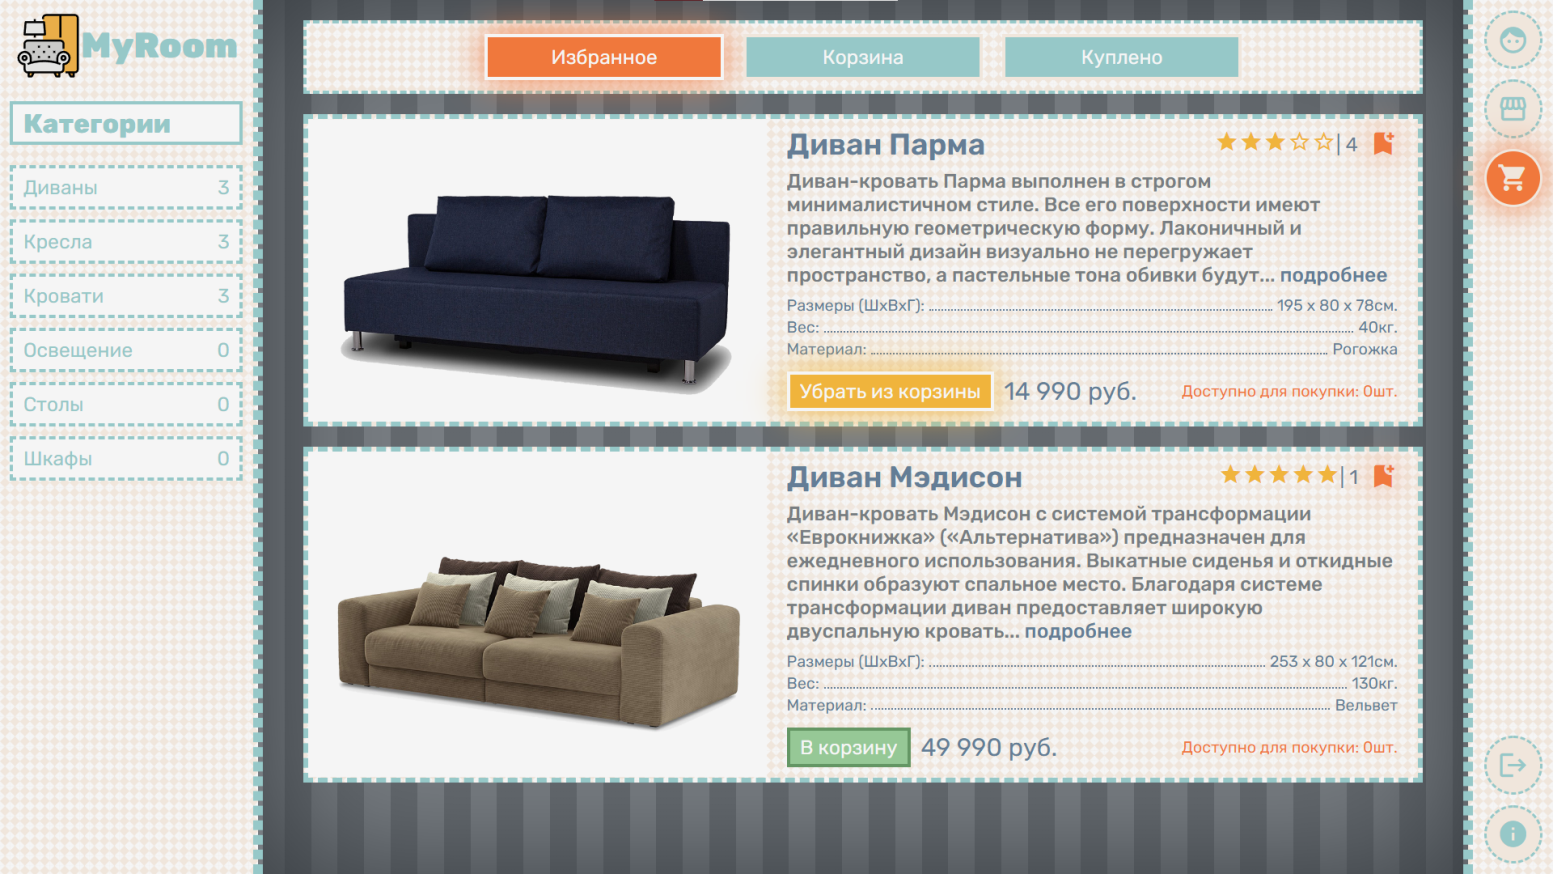 MyRoom
Категории
Диваны 3
Кресла 3
Кровати 3
Освещение 0
Столы 0
Шкафы 0
Избранное
Корзина
Куплено
Диван Парма
| 4
Диван-кровать Парма выполнен в строгом
минималистичном стиле. Все его поверхности имеют
правильную геометрическую форму. Лаконичный и
элегантный дизайн визуально не перегружает
пространство, а пастельные тона обивки будут... подробнее
Размеры (ШхВхГ): 195 x 80 x 78см.
Вес: 40кг.
Материал: Рогожка
Убрать из корзины
14 990 руб.
Доступно для покупки: 0шт.
Диван Мэдисон
| 1
Диван-кровать Мэдисон с системой трансформации
«Еврокнижка» («Альтернатива») предназначен для
ежедневного использования. Выкатные сиденья и откидные
спинки образуют спальное место. Благодаря системе
трансформации диван предоставляет широкую
двуспальную кровать... подробнее
Размеры (ШхВхГ): 253 x 80 x 121см.
Вес: 130кг.
Материал: Вельвет
В корзину
49 990 руб.
Доступно для покупки: 0шт.